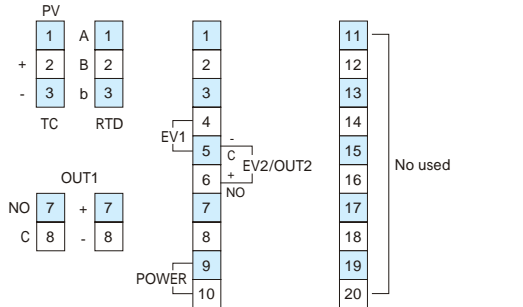 PV
1 A 1 1 11
+ 2 B 2 2 12
- 3 b 3 3 13
TC RTD 4 14
EV1 - 5 C 15
EV2/OUT2 No used
OUT1 6 + 16
NO
NO 7 + 7 7 17
C 8 - 8 8 18
9 19
POWER
10 20